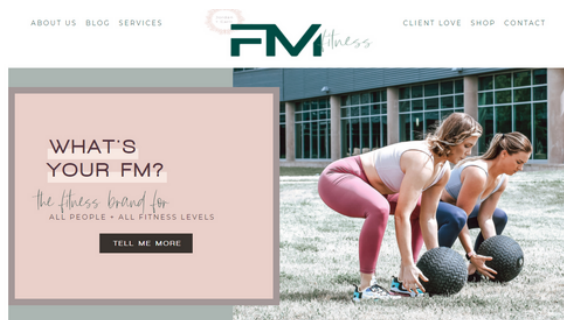 ABOUT US BLOG SERVICES
FM fitness
CLIENT LOVE SHOP CONTACT
WHAT'S
YOUR FM?
the fitness brand for
ALL PEOPLE + ALL FITNESS LEVELS
TELL ME MORE